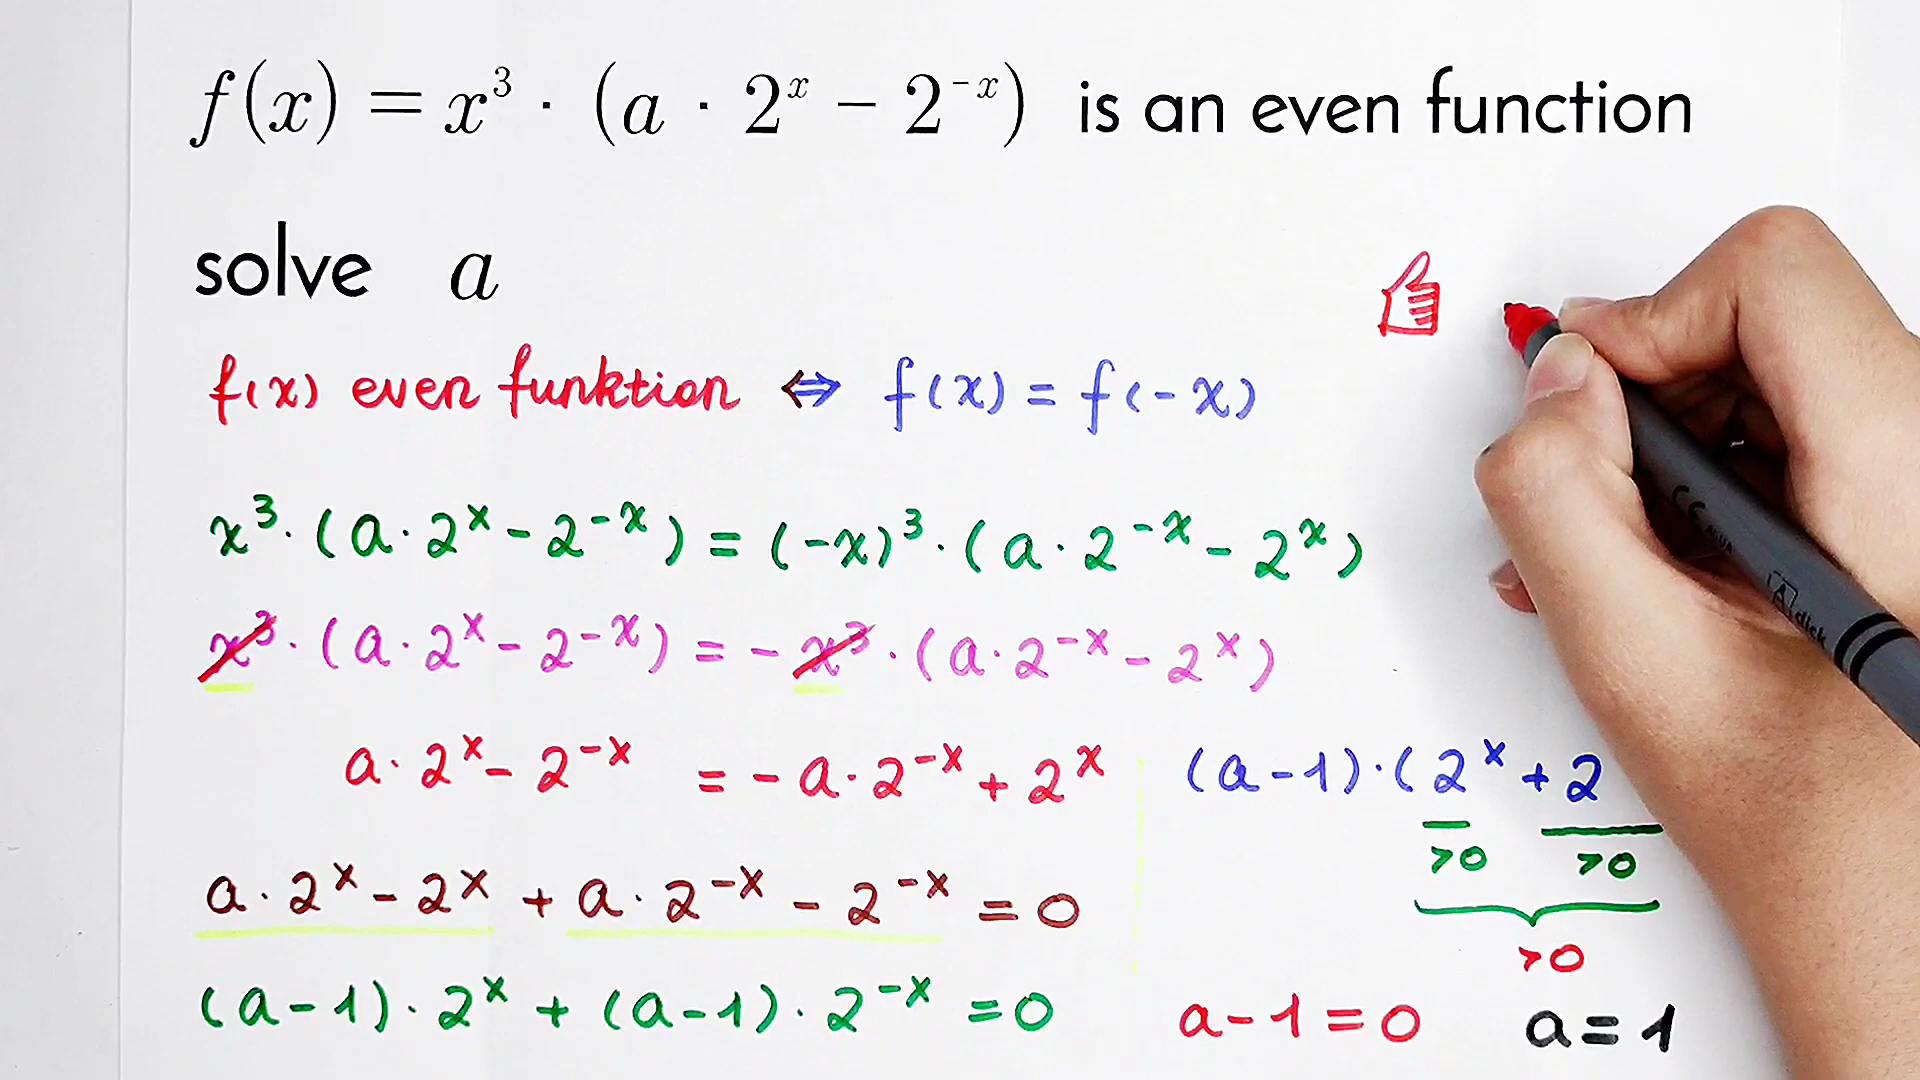 f(x) = x³ · (a · 2ˣ − 2⁻ˣ) is an even function
solve a
f(x) even funktion ⇔ f(x) = f(-x)
x³ · (a · 2ˣ - 2⁻ˣ) = (-x)³ · (a · 2⁻ˣ - 2ˣ)
x³ · (a · 2ˣ - 2⁻ˣ) = - x³ · (a · 2⁻ˣ - 2ˣ)
a · 2ˣ - 2⁻ˣ = - a · 2⁻ˣ + 2ˣ
a · 2ˣ - 2ˣ + a · 2⁻ˣ - 2⁻ˣ = 0
(a - 1) · 2ˣ + (a - 1) · 2⁻ˣ = 0
(a - 1) · (2ˣ + 2
>0 >0
>0
a - 1 = 0 a = 1